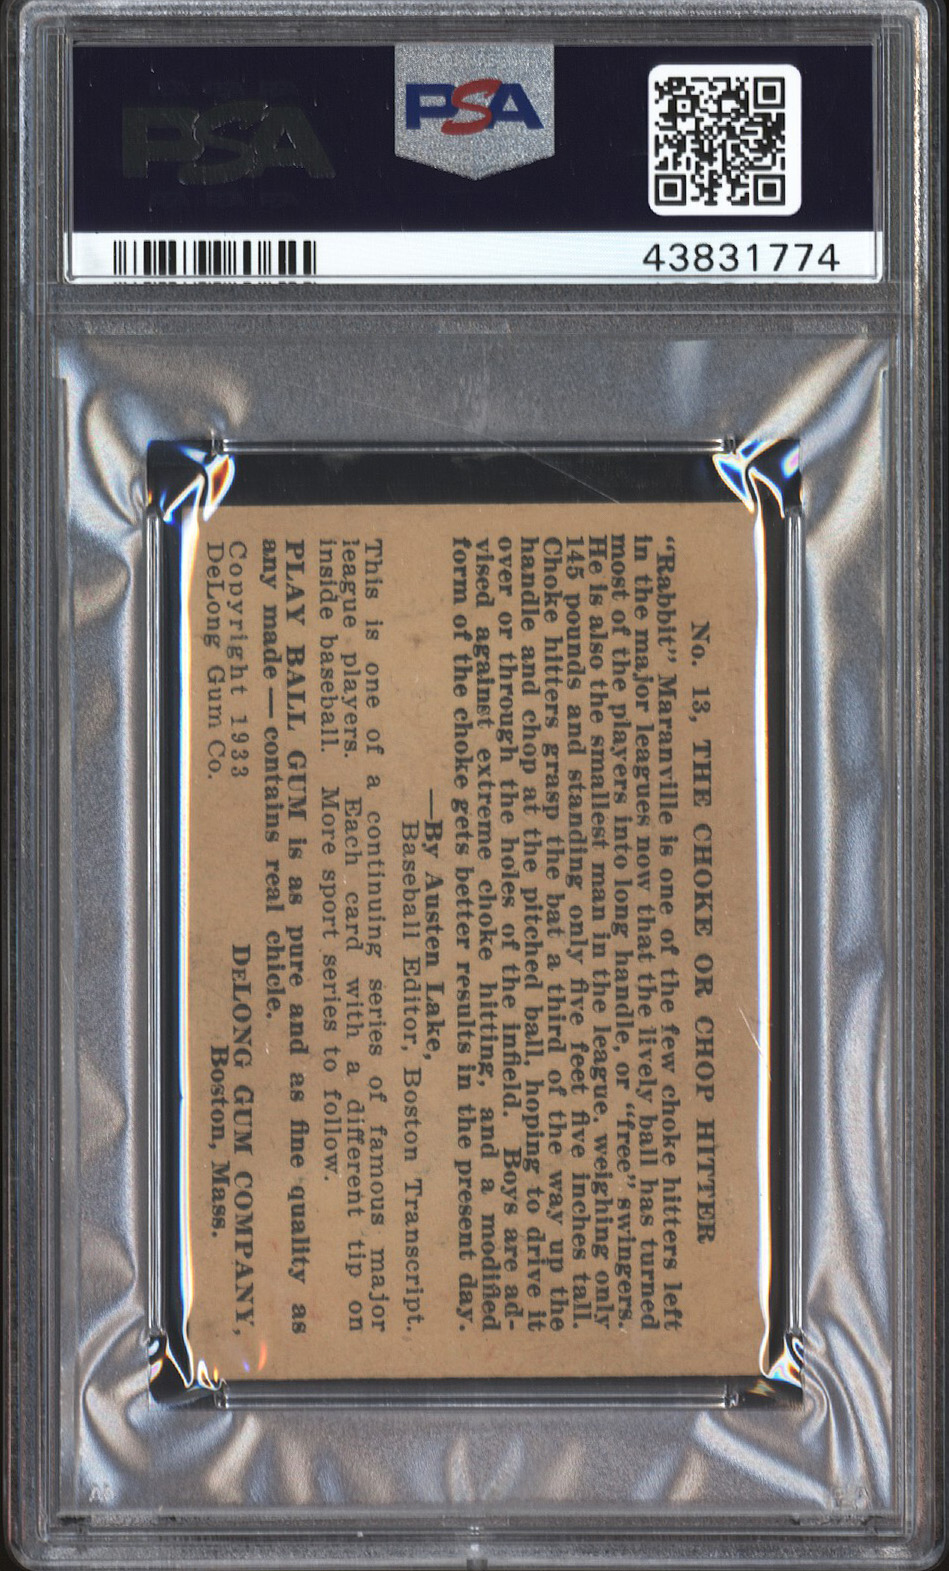 PSA
PSA
43831774
No. 13, THE CHOKE OR CHOP HITTER
"Rabbit" Maranville is one of the few choke hitters left
in the major leagues now that the lively ball has turned
most of the players into long handle, or "free" swingers.
He is also the smallest man in the league, weighing only
145 pounds and standing only five feet five inches tall.
Choke hitters grasp the bat a third of the way up the
handle and chop at the pitched ball, hoping to drive it
over or through the holes of the infield. Boys are ad-
vised against extreme choke hitting, and a modified
form of the choke gets better results in the present day.
—By Austen Lake,
Baseball Editor, Boston Transcript.
This is one of a continuing series of famous major
league players. Each card with a different tip on
inside baseball. More sport series to follow.
PLAY BALL GUM is as pure and as fine quality as
any made — contains real chicle.
Copyright 1933 DELONG GUM COMPANY,
DeLong Gum Co. Boston, Mass.